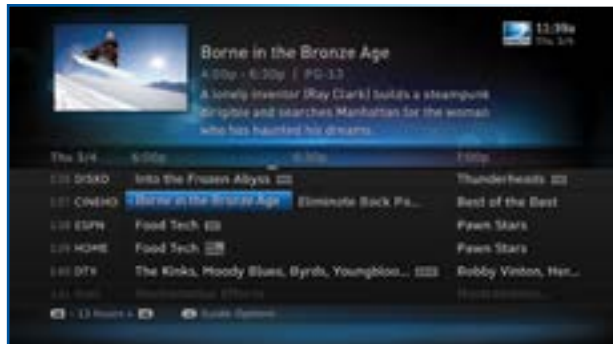 11:39a
Thu 3/4
Borne in the Bronze Age
4:00p - 6:30p | PG-13
A lonely inventor (Ray Clark) builds a steampunk
dirigible and searches Manhattan for the woman
who has haunted his dreams.
Thu 3/4 6:00p 6:30p 7:00p
DISKO Into the Frozen Abyss Thunderheads
Borne in the Bronze Age Eliminate Back Pa... Best of the Best
ESPN Food Tech Pawn Stars
139 HOME Food Tech Pawn Stars
140 DTV The Kinks, Moody Blues, Byrds, Youngbloo... Bobby Vinton, Her...
Guide Options